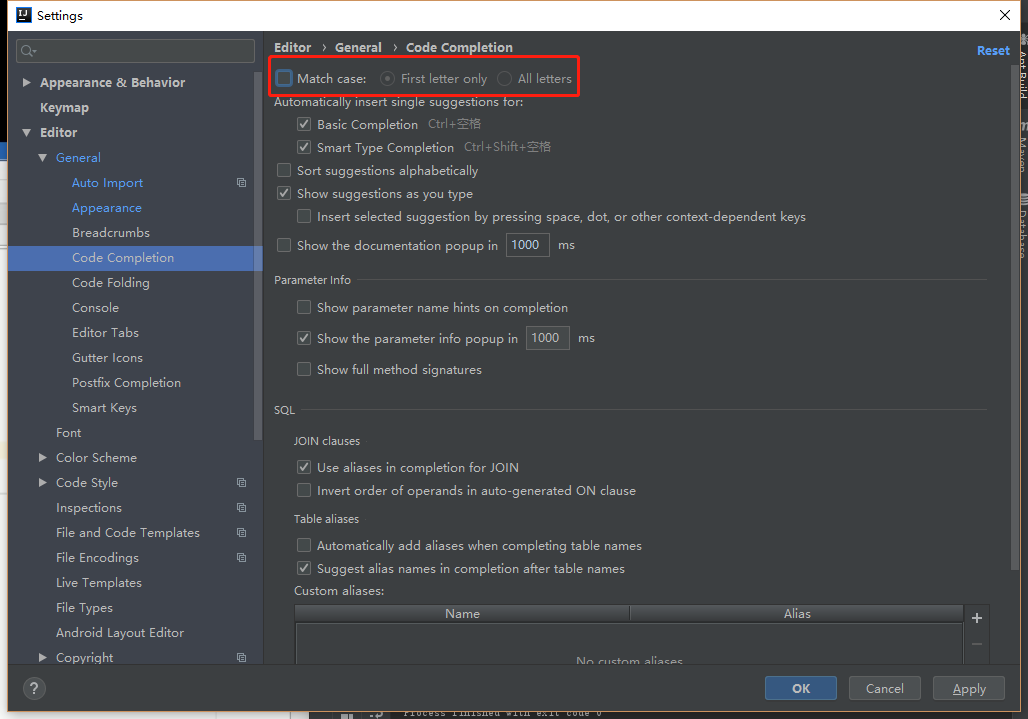 Settings
Editor › General › Code Completion
Reset
Match case: First letter only All letters
Automatically insert single suggestions for:
Basic Completion Ctrl+空格
Smart Type Completion Ctrl+Shift+空格
Sort suggestions alphabetically
Show suggestions as you type
Insert selected suggestion by pressing space, dot, or other context-dependent keys
Show the documentation popup in 1000 ms
Parameter Info
Show parameter name hints on completion
Show the parameter info popup in 1000 ms
Show full method signatures
SQL
JOIN clauses
Use aliases in completion for JOIN
Invert order of operands in auto-generated ON clause
Table aliases
Automatically add aliases when completing table names
Suggest alias names in completion after table names
Custom aliases:
Name Alias
No custom aliases
Appearance & Behavior
Keymap
Editor
General
Auto Import
Appearance
Breadcrumbs
Code Completion
Code Folding
Console
Editor Tabs
Gutter Icons
Postfix Completion
Smart Keys
Font
Color Scheme
Code Style
Inspections
File and Code Templates
File Encodings
Live Templates
File Types
Android Layout Editor
Copyright
?
OK
Cancel
Apply
Ant Build
Maven
Database
Process finished with exit code 0